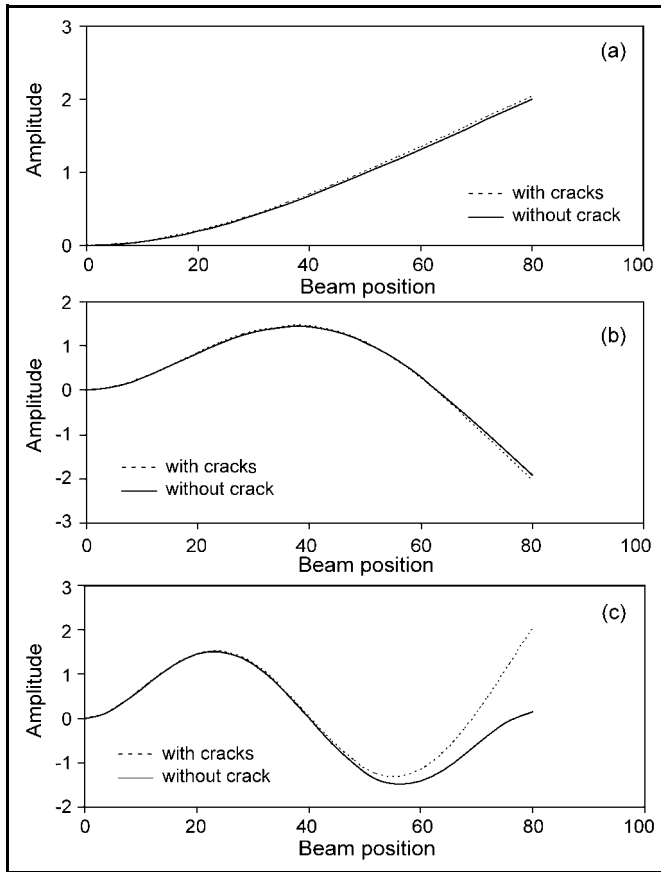 3
(a)
2
Amplitude
1
with cracks
without crack
0
0 20 40 60 80 100
Beam position
2
(b)
1
0
Amplitude
-1
with cracks
-2
without crack
-3
0 20 40 60 80 100
Beam position
3
(c)
2
1
Amplitude
0
-1
with cracks
without crack
-2
0 20 40 60 80 100
Beam position